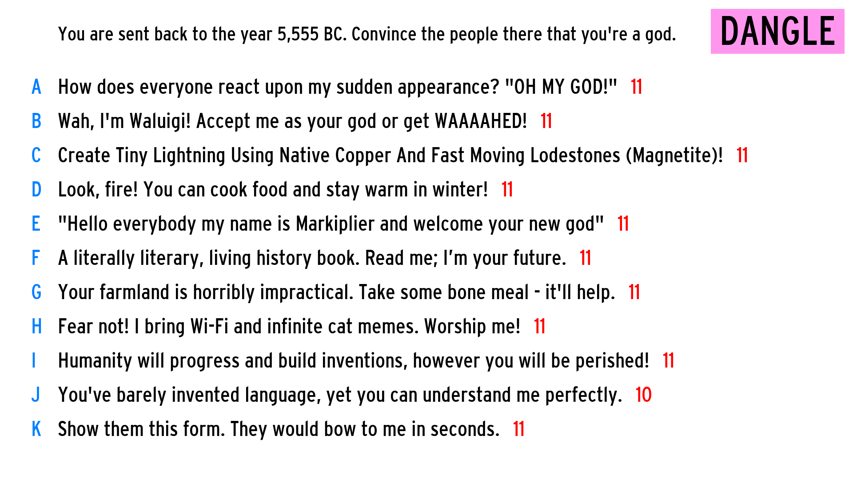 You are sent back to the year 5,555 BC. Convince the people there that you're a god.
DANGLE
A How does everyone react upon my sudden appearance? "OH MY GOD!" 11
B Wah, I'm Waluigi! Accept me as your god or get WAAAAHED! 11
C Create Tiny Lightning Using Native Copper And Fast Moving Lodestones (Magnetite)! 11
D Look, fire! You can cook food and stay warm in winter! 11
E "Hello everybody my name is Markiplier and welcome your new god" 11
F A literally literary, living history book. Read me; I’m your future. 11
G Your farmland is horribly impractical. Take some bone meal - it'll help. 11
H Fear not! I bring Wi-Fi and infinite cat memes. Worship me! 11
I Humanity will progress and build inventions, however you will be perished! 11
J You've barely invented language, yet you can understand me perfectly. 10
K Show them this form. They would bow to me in seconds. 11